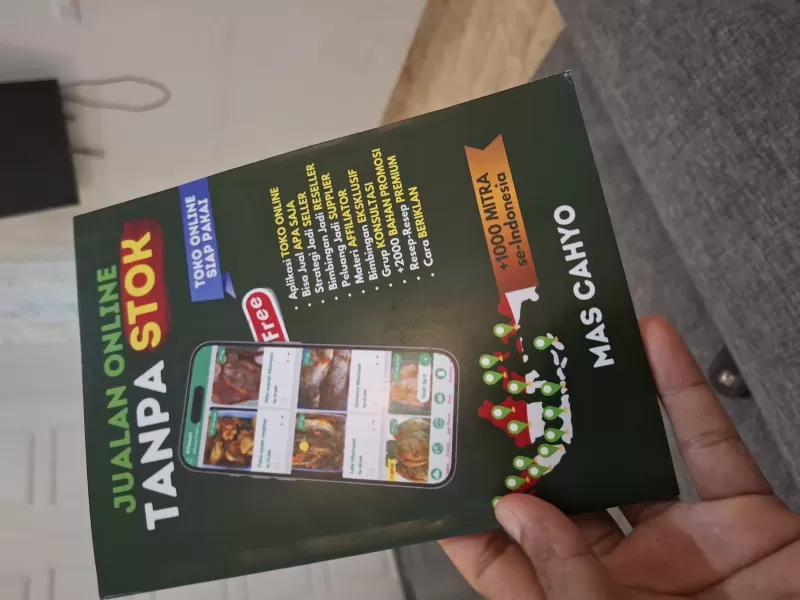 JUALAN ONLINE
TANPA STOK
TOKO ONLINE
SIAP PAKAI
Free
• Aplikasi TOKO ONLINE
• Bisa Jual APA SAJA
• Strategi Jadi SELLER
• Bimbingan Jadi RESELLER
• Peluang Jadi SUPPLIER
• Materi AFFILIATOR
• Bimbingan EKSKLUSIF
• Grup KONSULTASI
• +2000 BAHAN PROMOSI
• Resep-Resep PREMIUM
• Cara BERIKLAN
+1000 MITRA
se-Indonesia
MAS CAHYO